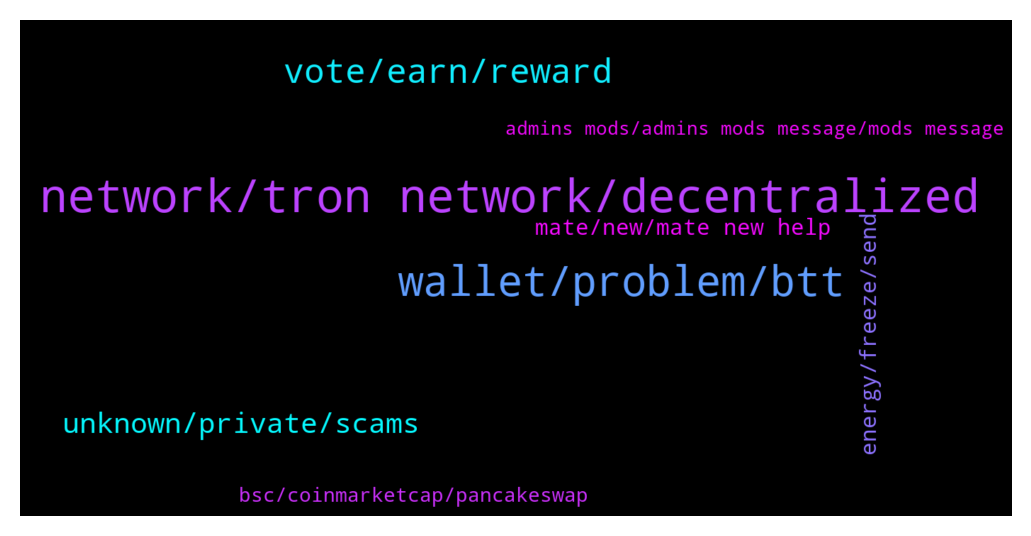 vote/earn/reward
admins mods/admins mods message/mods message
network/tron network/decentralized
mate/new/mate new help
wallet/problem/btt
energy/freeze/send
unknown/private/scams
bsc/coinmarketcap/pancakeswap